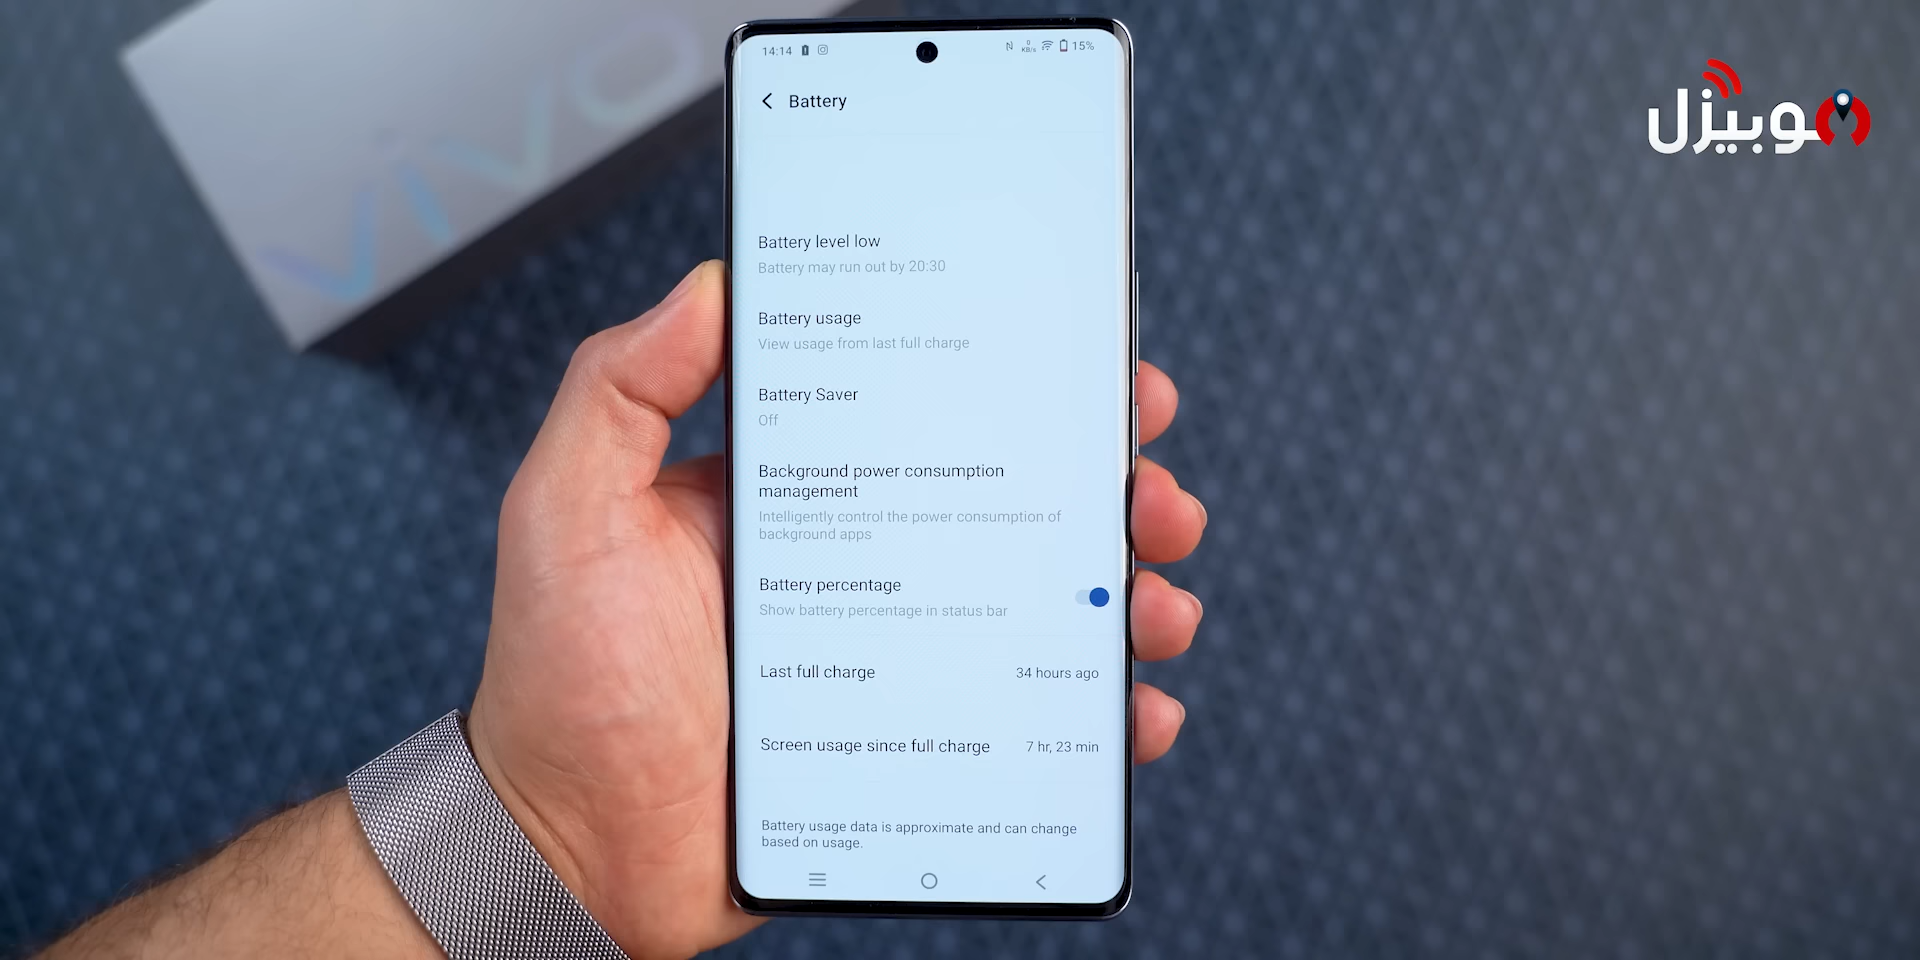 vivo
موبيزل
14:14
0
KB/s
15%
Battery
Battery level low
Battery may run out by 20:30
Battery usage
View usage from last full charge
Battery Saver
Off
Background power consumption
management
Intelligently control the power consumption of
background apps
Battery percentage
Show battery percentage in status bar
Last full charge
34 hours ago
Screen usage since full charge
7 hr, 23 min
Battery usage data is approximate and can change
based on usage.